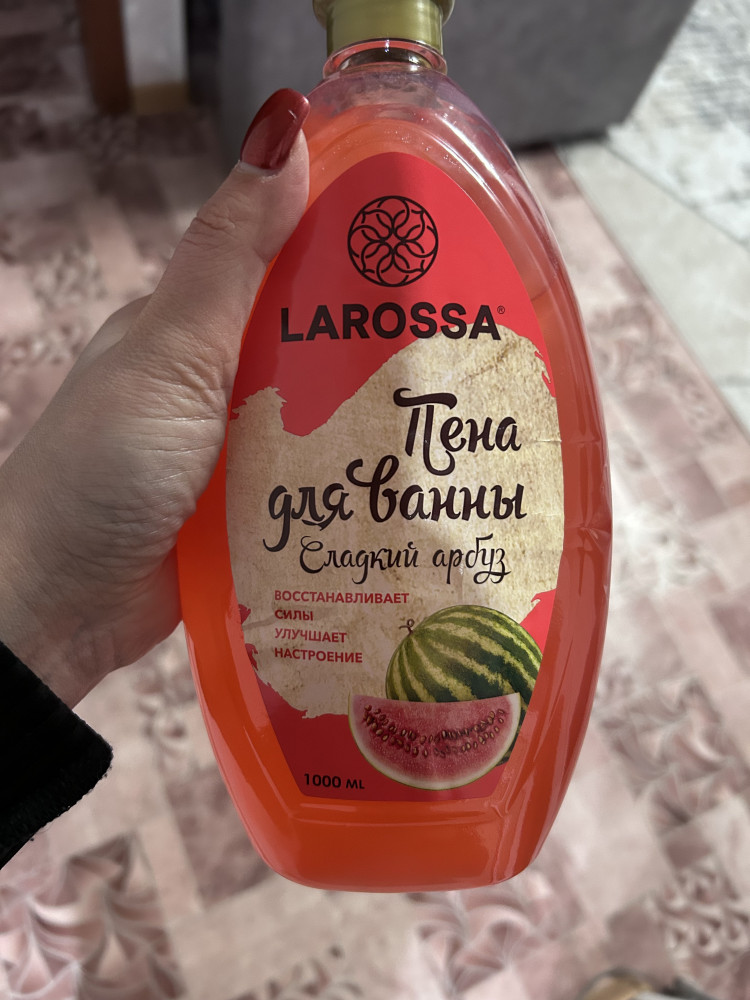 LAROSSA®
Пена
для ванны
Сладкий арбуз
ВОССТАНАВЛИВАЕТ
СИЛЫ
УЛУЧШАЕТ
НАСТРОЕНИЕ
1000 ML